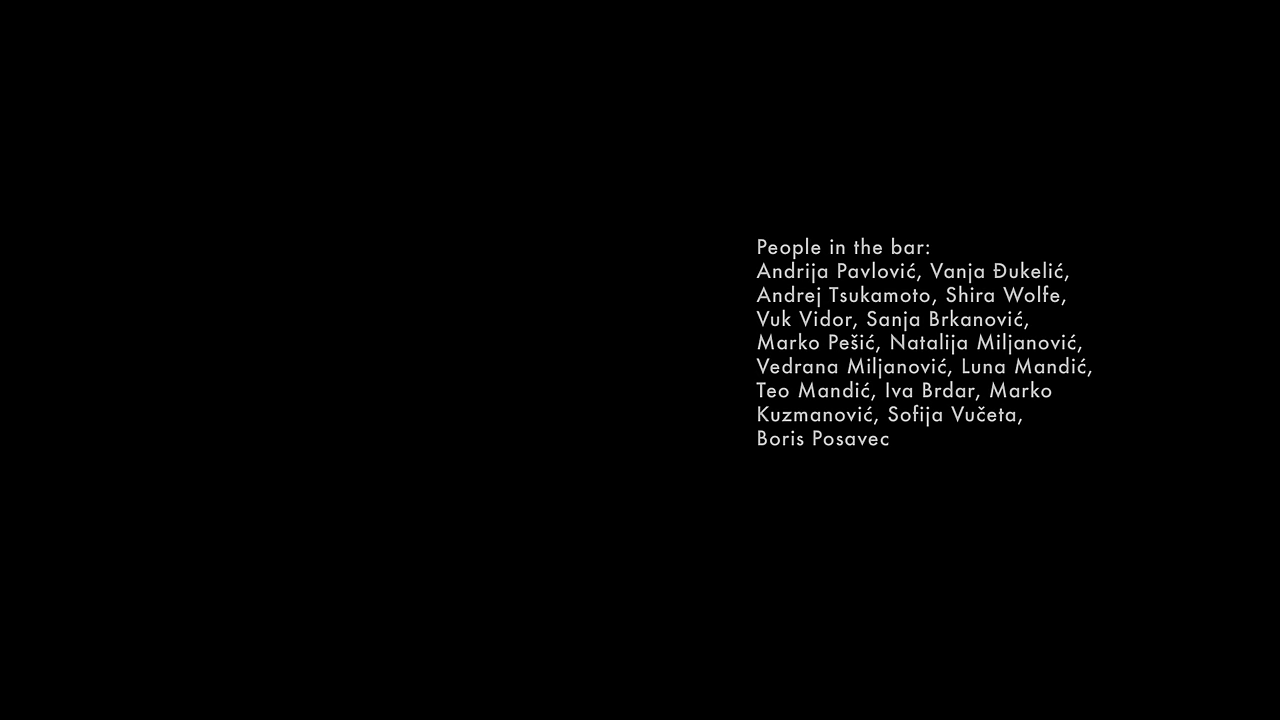 People in the bar:
Andrija Pavlović, Vanja Đukelić,
Andrej Tsukamoto, Shira Wolfe,
Vuk Vidor, Sanja Brkanović,
Marko Pešić, Natalija Miljanović,
Vedrana Miljanović, Luna Mandić,
Teo Mandić, Iva Brdar, Marko
Kuzmanović, Sofija Vučeta,
Boris Posavec